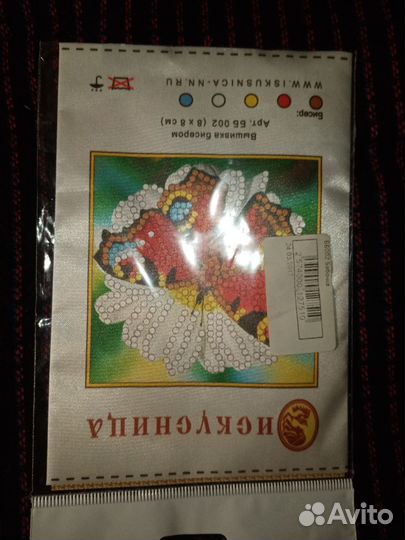 ИСКУСНИЦА
Вышивка бисером
Арт. ББ 002 (8 х 8 см)
Бисер:
WWW.ISKUSNICA-NN.RU
Avito